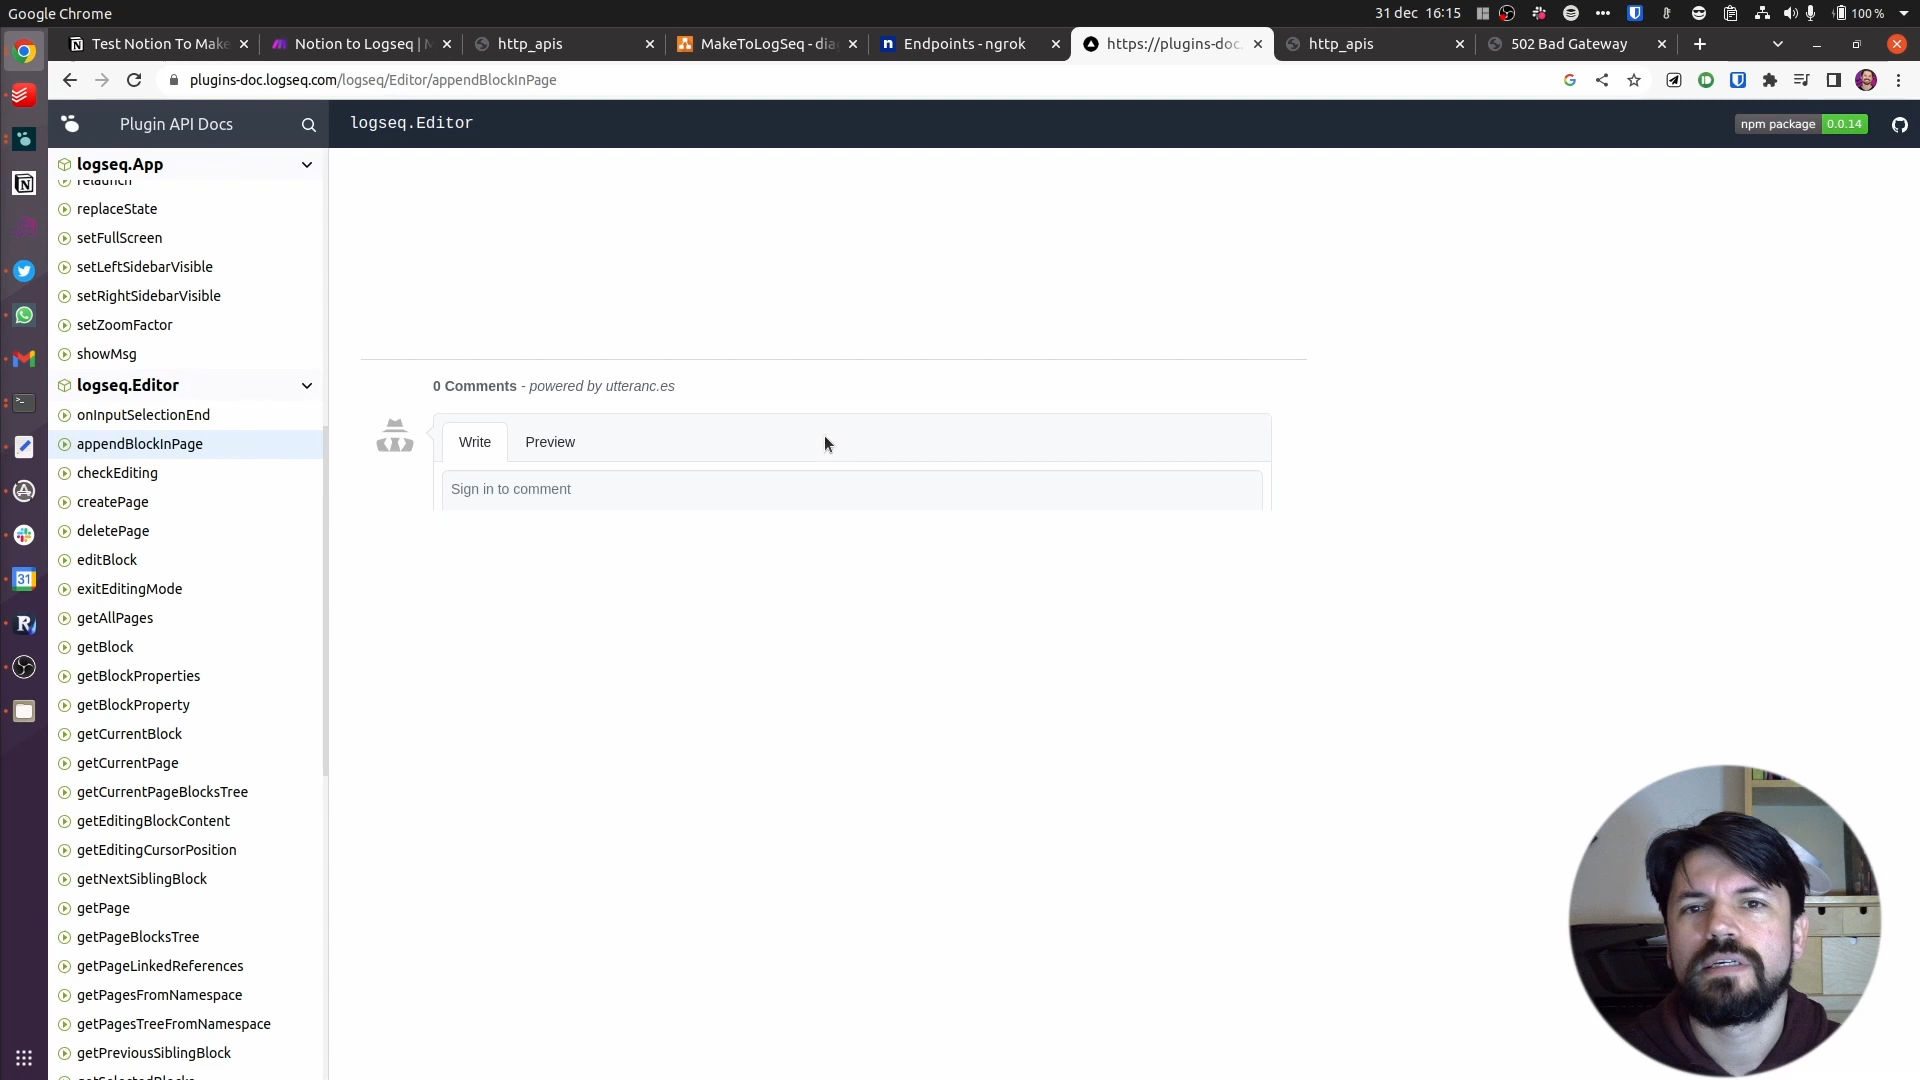 Google Chrome
31 dec 16:15
100 %
Test Notion To Make
Notion to Logseq | M
http_apis
MakeToLogSeq - dia
Endpoints - ngrok
https://plugins-doc.
http_apis
502 Bad Gateway
plugins-doc.logseq.com/logseq/Editor/appendBlockInPage
Plugin API Docs
logseq.Editor
npm package 0.0.14
logseq.App
relaunch
replaceState
setFullScreen
setLeftSidebarVisible
setRightSidebarVisible
setZoomFactor
showMsg
logseq.Editor
onInputSelectionEnd
appendBlockInPage
checkEditing
createPage
deletePage
editBlock
exitEditingMode
getAllPages
getBlock
getBlockProperties
getBlockProperty
getCurrentBlock
getCurrentPage
getCurrentPageBlocksTree
getEditingBlockContent
getEditingCursorPosition
getNextSiblingBlock
getPage
getPageBlocksTree
getPageLinkedReferences
getPagesFromNamespace
getPagesTreeFromNamespace
getPreviousSiblingBlock
0 Comments - powered by utteranc.es
Write
Preview
Sign in to comment
31